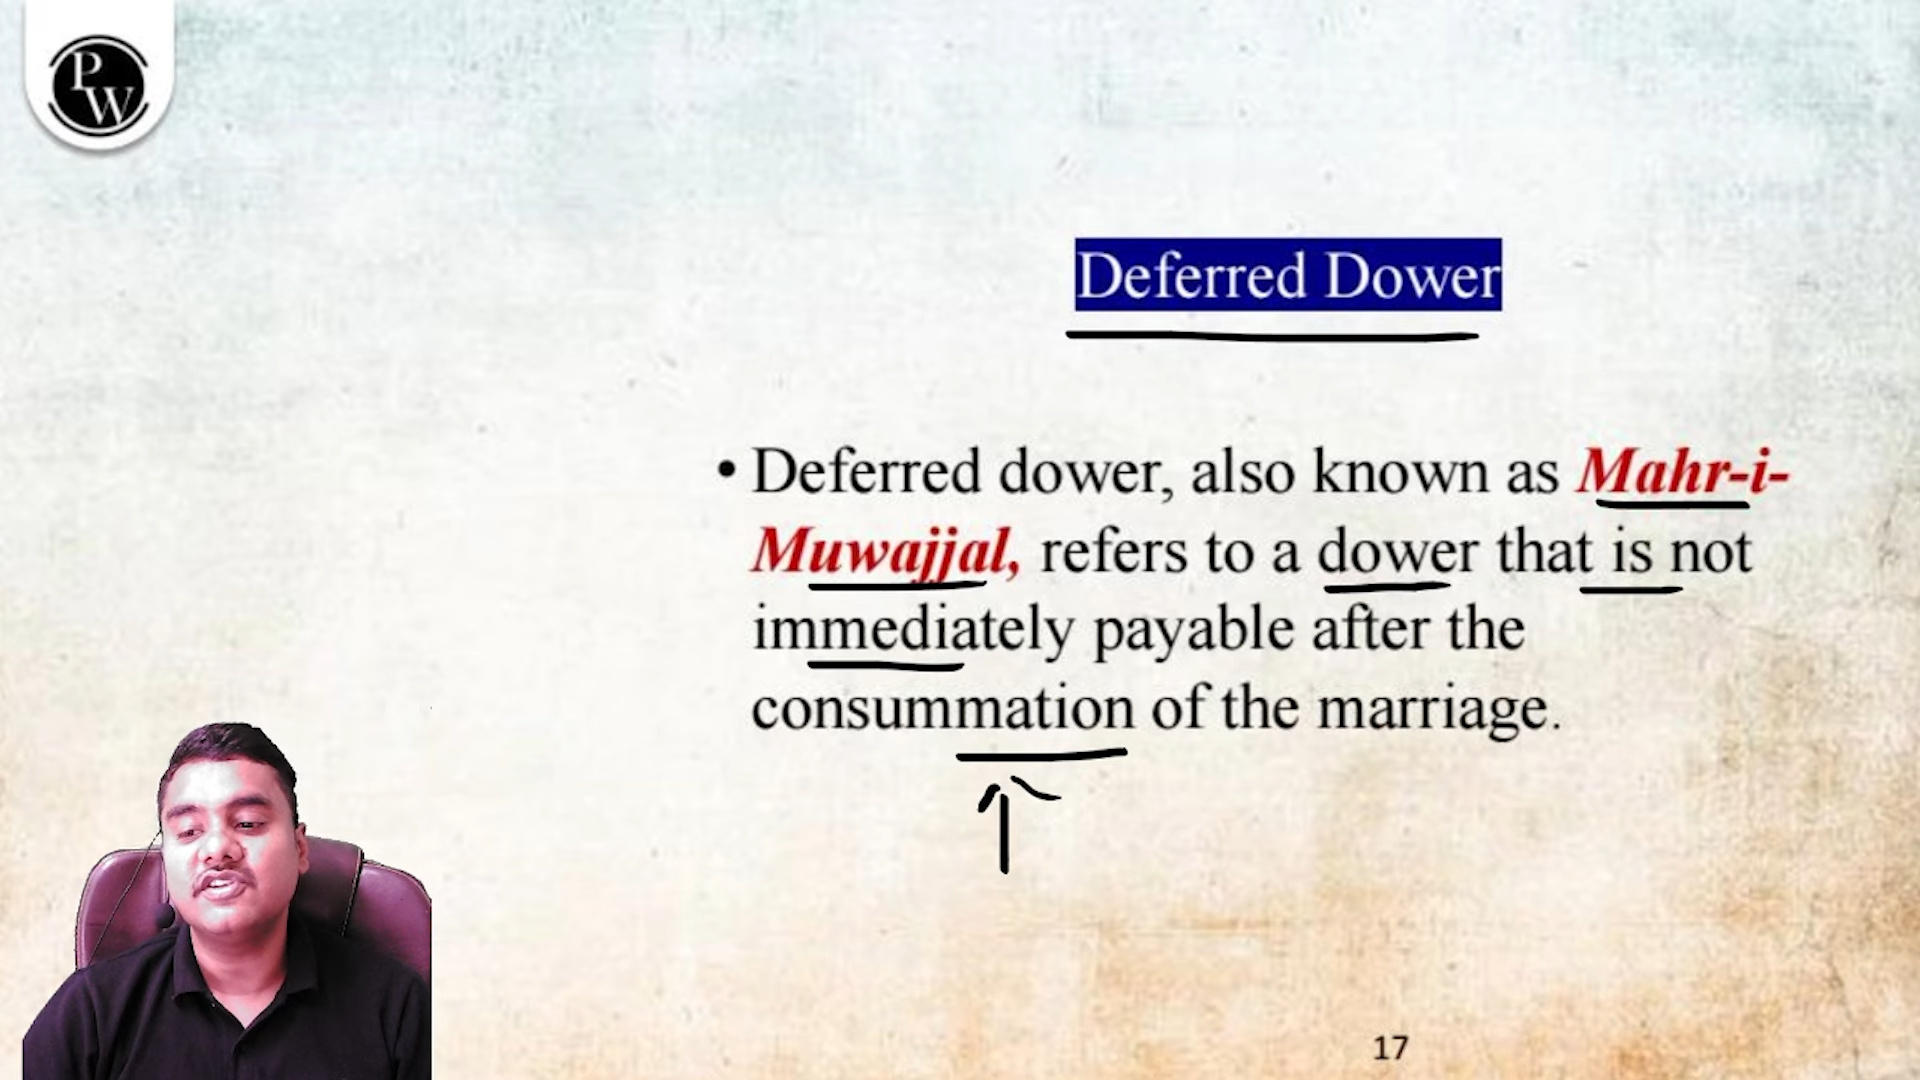 PW
Deferred Dower
• Deferred dower, also known as Mahr-i-
Muwajjal, refers to a dower that is not
immediately payable after the
consummation of the marriage.
17